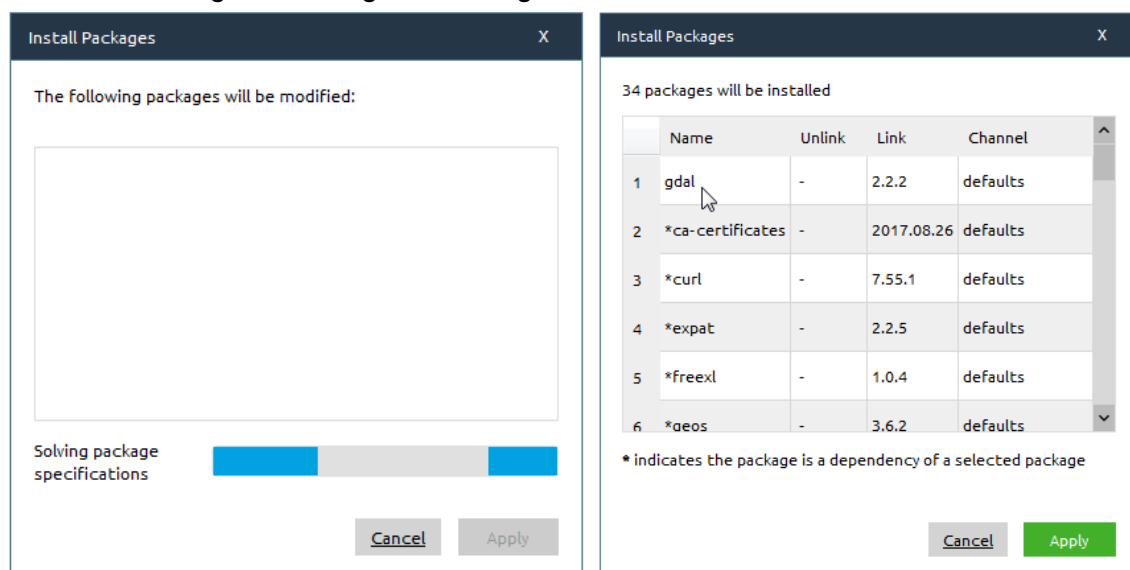 Install Packages X
The following packages will be modified:
Solving package
specifications
Cancel Apply
Install Packages X
34 packages will be installed
Name Unlink Link Channel
1 gdal - 2.2.2 defaults
2 *ca-certificates - 2017.08.26 defaults
3 *curl - 7.55.1 defaults
4 *expat - 2.2.5 defaults
5 *freexl - 1.0.4 defaults
6 *geos - 3.6.2 defaults
* indicates the package is a dependency of a selected package
Cancel Apply